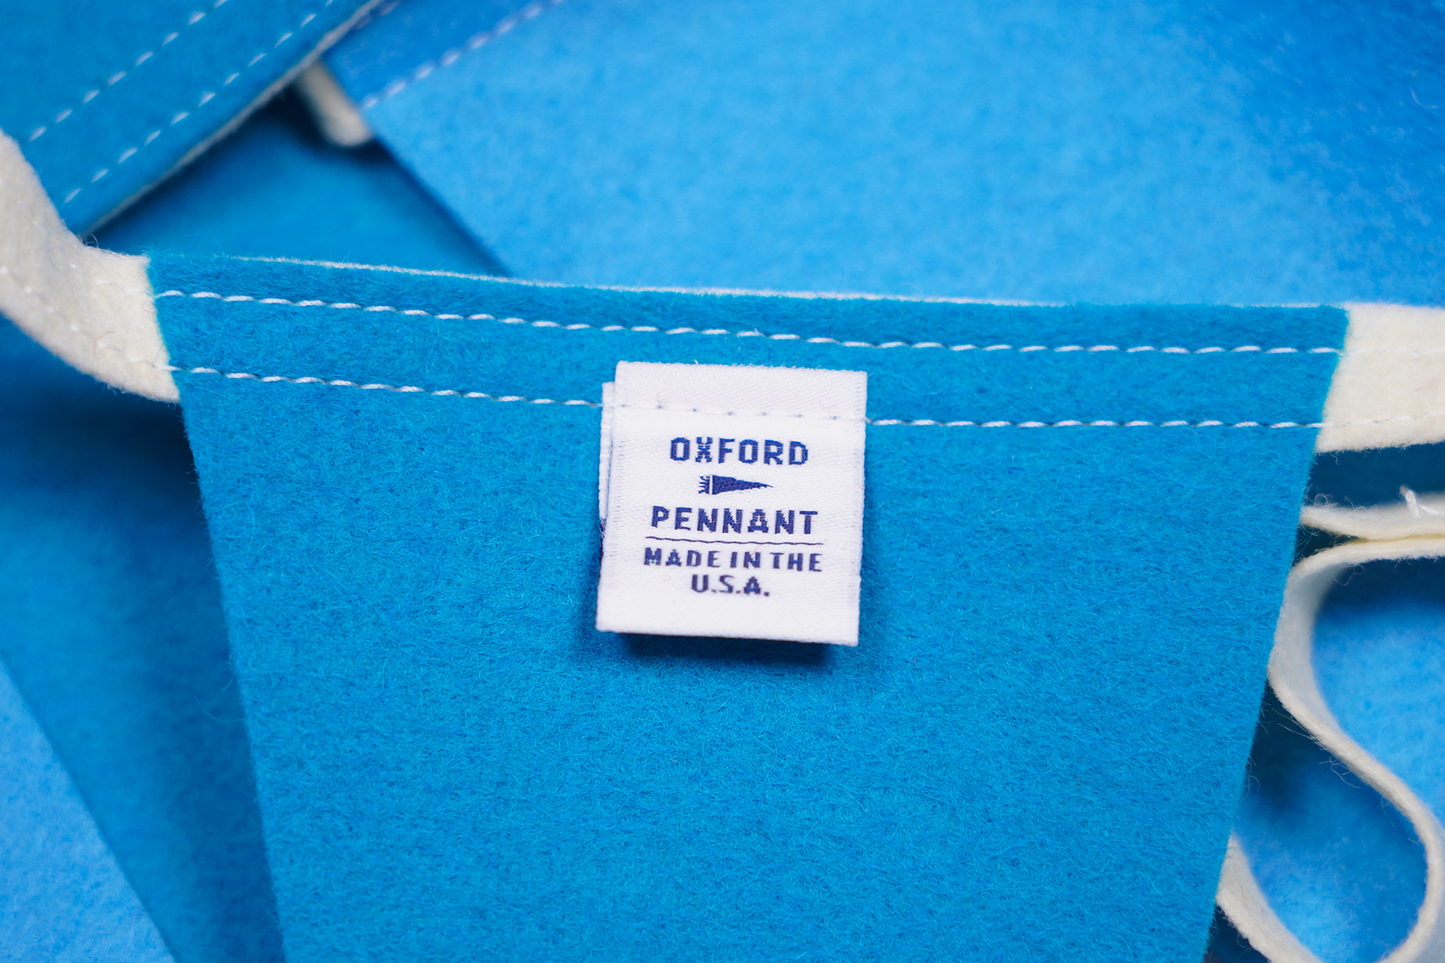 OXFORD
PENNANT
MADE IN THE
U.S.A.